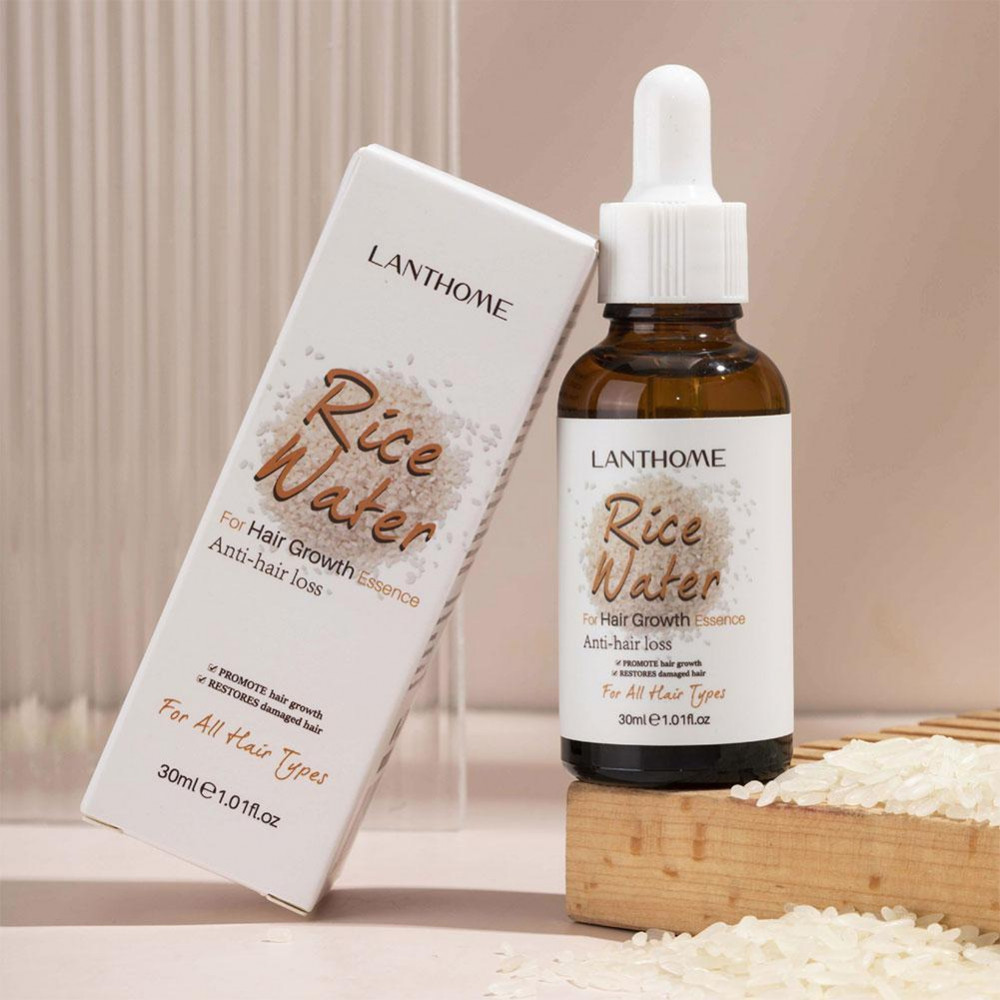 LANTHOME
Rice
Water
For Hair Growth Essence
Anti-hair loss
PROMOTE hair growth
RESTORES damaged hair
For All Hair Types
30ml℮1.01fl.oz
LANTHOME
Rice
Water
For Hair Growth Essence
Anti-hair loss
PROMOTE hair growth
RESTORES damaged hair
For All Hair Types
30ml℮1.01fl.oz